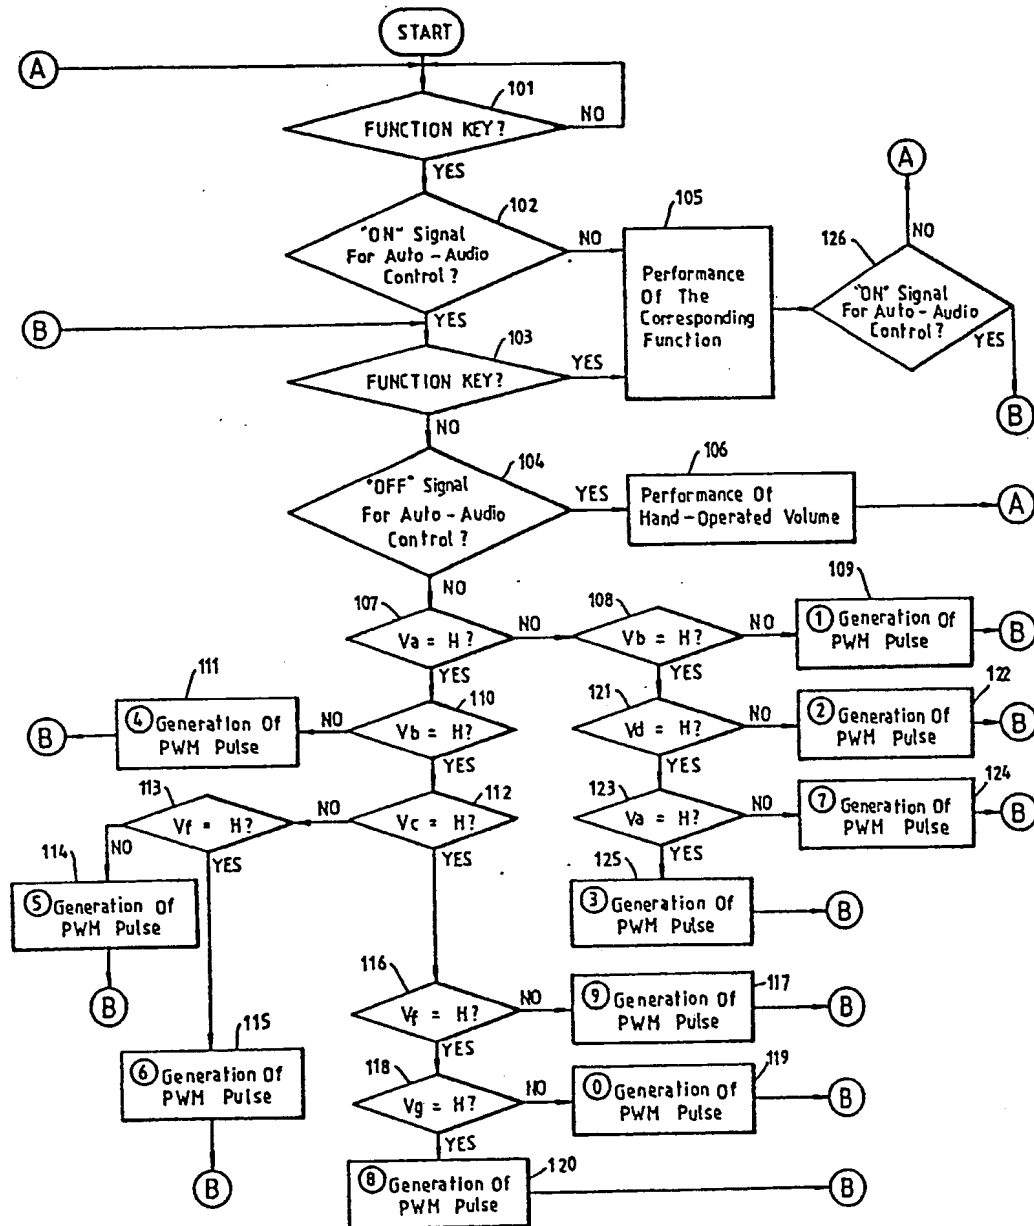 START
A
101
FUNCTION KEY?
NO
YES
102
"ON" Signal
For Auto-Audio
Control?
NO
YES
105
Performance
Of The
Corresponding
Function
A
NO
126
"ON" Signal
For Auto-Audio
Control?
YES
B
B
103
FUNCTION KEY?
YES
NO
104
"OFF" Signal
For Auto-Audio
Control?
YES
NO
106
Performance Of
Hand-Operated Volume
A
107
Va = H?
NO
YES
108
Vb = H?
NO
YES
109
① Generation Of
PWM Pulse
B
110
Vb = H?
NO
YES
111
④ Generation Of
PWM Pulse
B
121
Vd = H?
NO
YES
122
② Generation Of
PWM Pulse
B
112
Vc = H?
NO
YES
113
Vf = H?
NO
YES
123
Va = H?
NO
YES
124
⑦ Generation Of
PWM Pulse
B
114
⑤ Generation Of
PWM Pulse
B
125
③ Generation Of
PWM Pulse
B
115
⑥ Generation Of
PWM Pulse
B
116
Vf = H?
NO
YES
117
⑨ Generation Of
PWM Pulse
B
118
Vg = H?
NO
YES
119
⓪ Generation Of
PWM Pulse
B
120
⑧ Generation Of
PWM Pulse
B